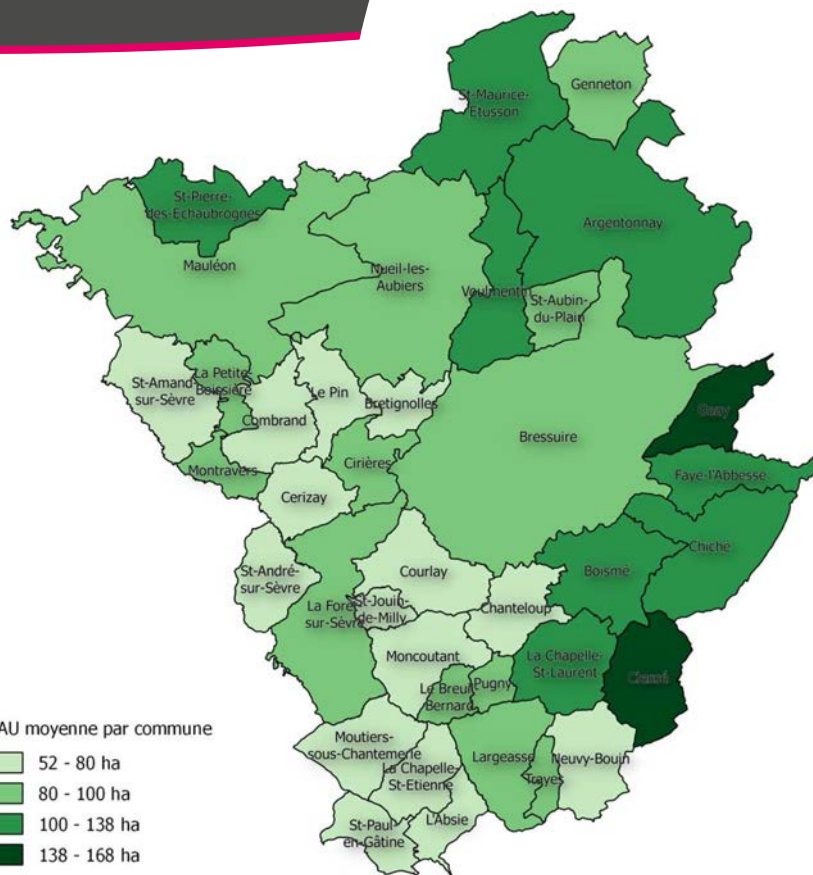 St-Maurice-
Etusson
Genneton
St-Pierre-
des-Echaubrognes
Argentonnay
Mauléon
Nueil-les-
Aubiers
Voulmentin
St-Aubin-
du-Plain
St-Amand-
sur-Sèvre
La Petite-
Boissière
Le Pin
Bretignolles
Combrand
Geay
Bressuire
Montravers
Cirières
Faye-l'Abbesse
Cerizay
Chiché
St-André-
sur-Sèvre
Courlay
Boismé
La Forêt-
sur-Sèvre
St-Jouin-
de-Milly
Chanteloup
Moncoutant
La Chapelle-
St-Laurent
Clessé
Le Breuil
Bernard
Pugny
Moutiers-
sous-Chantemerle
Largeasse
Neuvy-Bouin
La Chapelle-
St-Etienne
Trayes
St-Paul-
en-Gâtine
L'Absie
AU moyenne par commune
52 - 80 ha
80 - 100 ha
100 - 138 ha
138 - 168 ha